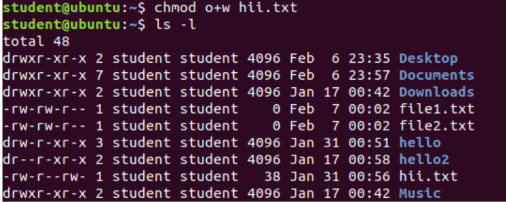 student@ubuntu:~$ chmod o+w hii.txt
student@ubuntu:~$ ls -l
total 48
drwxr-xr-x 2 student student 4096 Feb  6 23:35 Desktop
drwxr-xr-x 7 student student 4096 Feb  6 23:57 Documents
drwxr-xr-x 2 student student 4096 Jan 17 00:42 Downloads
-rw-rw-r-- 1 student student    0 Feb  7 00:02 file1.txt
-rw-rw-r-- 1 student student    0 Feb  7 00:02 file2.txt
drw-r-xr-x 3 student student 4096 Jan 31 00:51 hello
dr--r-xr-x 2 student student 4096 Jan 17 00:58 hello2
-rw-r--rw- 1 student student   38 Jan 31 00:56 hii.txt
drwxr-xr-x 2 student student 4096 Jan 17 00:42 Music